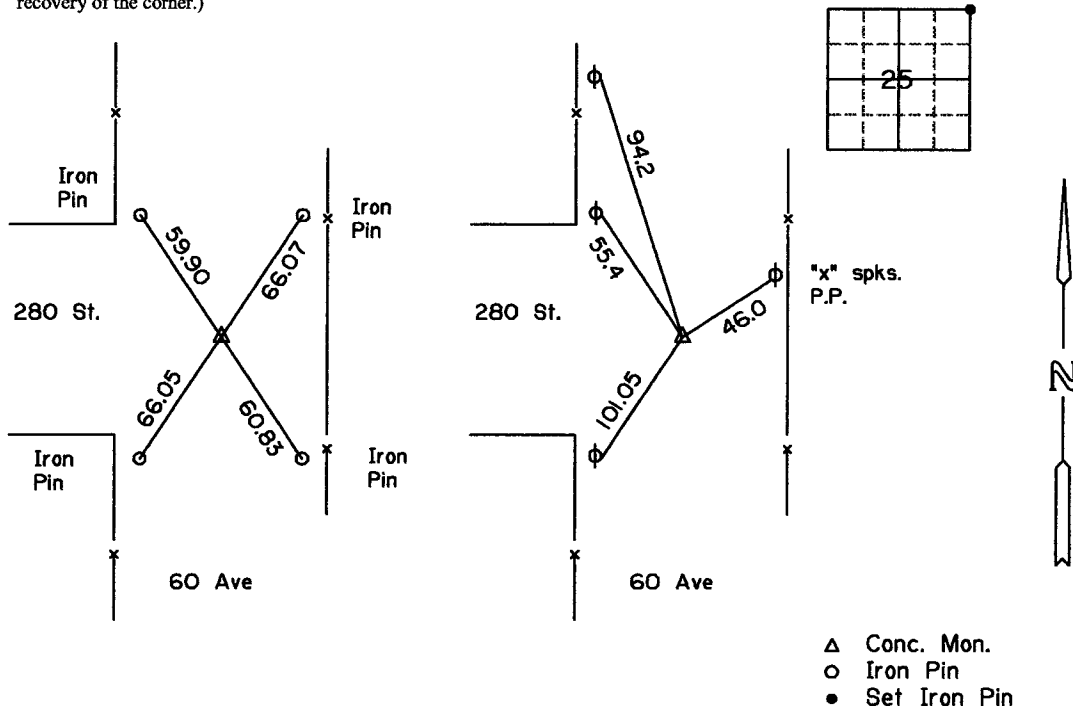 recovery of the corner.)
25
Iron
Pin
Iron
Pin
59.90
66.07
280 St.
66.05
60.83
Iron
Pin
Iron
Pin
60 Ave
94.2
55.4
280 St.
46.0
"x" spks.
P.P.
101.05
60 Ave
N
Conc. Mon.
Iron Pin
Set Iron Pin